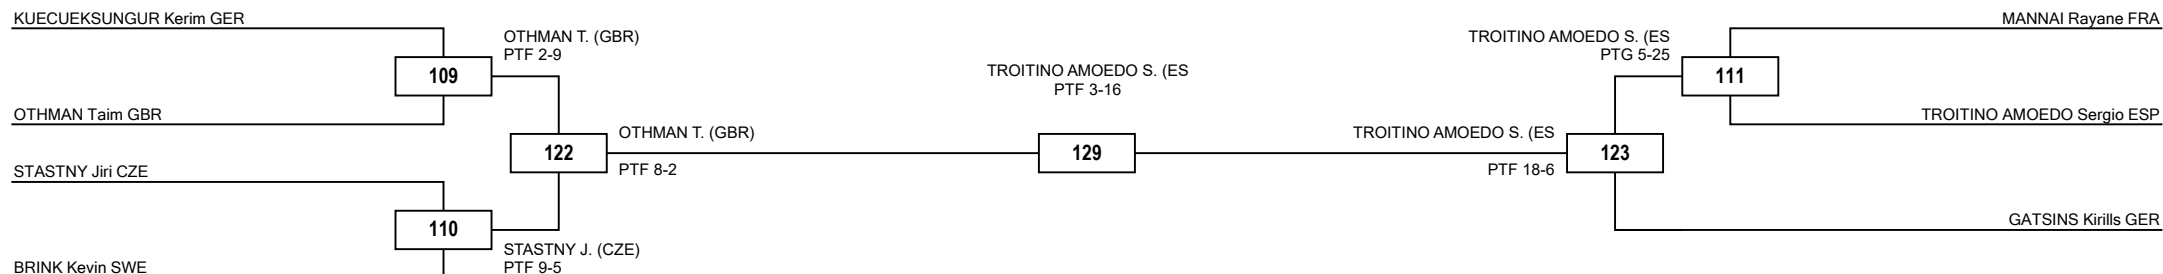 KUECUEKSUNGUR Kerim GER
OTHMAN T. (GBR)
PTF 2-9
109
OTHMAN Taim GBR
122
OTHMAN T. (GBR)
PTF 8-2
STASTNY Jiri CZE
110
STASTNY J. (CZE)
PTF 9-5
BRINK Kevin SWE
TROITINO AMOEDO S. (ES
PTF 3-16
129
MANNAI Rayane FRA
TROITINO AMOEDO S. (ES
PTG 5-25
111
TROITINO AMOEDO Sergio ESP
TROITINO AMOEDO S. (ES
PTF 18-6
123
GATSINS Kirills GER